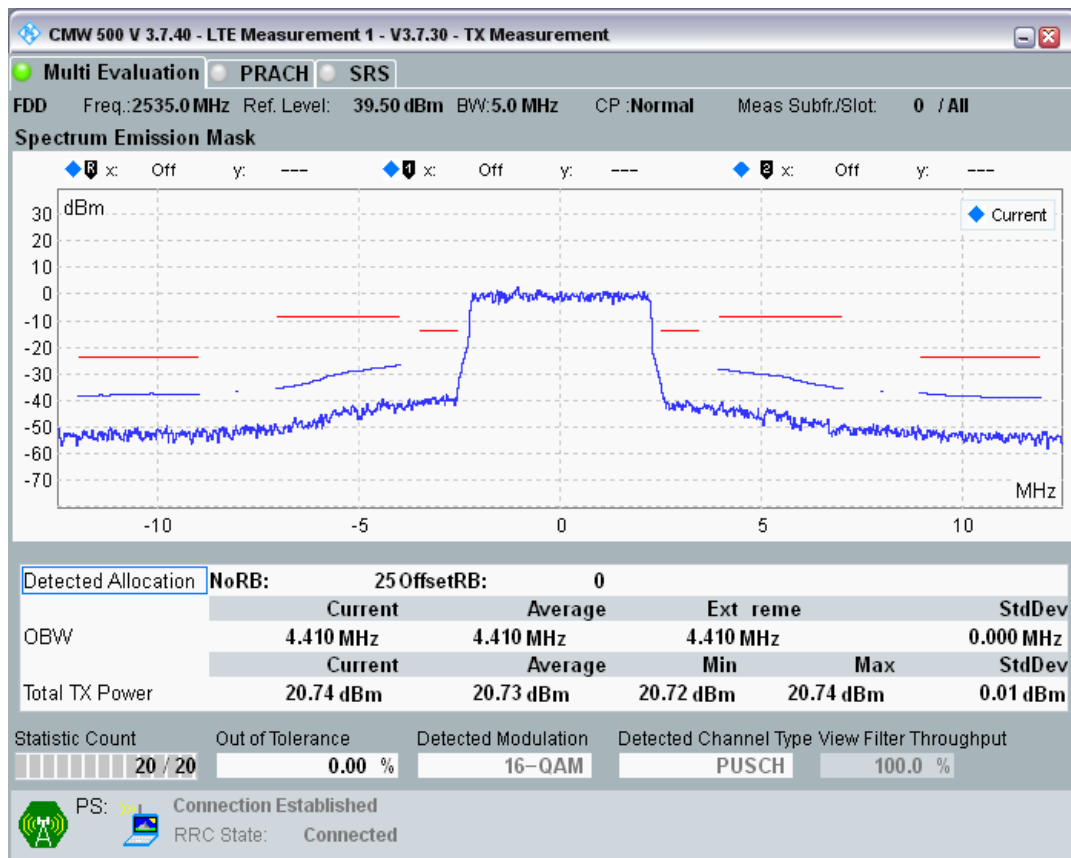 CMW 500 V 3.7.40 - LTE Measurement 1 - V3.7.30 - TX Measurement
Multi Evaluation PRACH SRS
FDD Freq.:2535.0 MHz Ref. Level: 39.50 dBm BW:5.0 MHz CP :Normal Meas Subfr./Slot: 0 / All
Spectrum Emission Mask
R x: Off y: --- 1 x: Off y: --- 2 x: Off y: ---
dBm
Current
30
20
10
0
-10
-20
-30
-40
-50
-60
-70
MHz
-10 -5 0 5 10
Detected Allocation NoRB: 25 OffsetRB: 0
Current Average Ext reme StdDev
OBW 4.410 MHz 4.410 MHz 4.410 MHz 0.000 MHz
Current Average Min Max StdDev
Total TX Power 20.74 dBm 20.73 dBm 20.72 dBm 20.74 dBm 0.01 dBm
Statistic Count Out of Tolerance Detected Modulation Detected Channel Type View Filter Throughput
20 / 20 0.00 % 16-QAM PUSCH 100.0 %
PS: Connection Established
RRC State: Connected